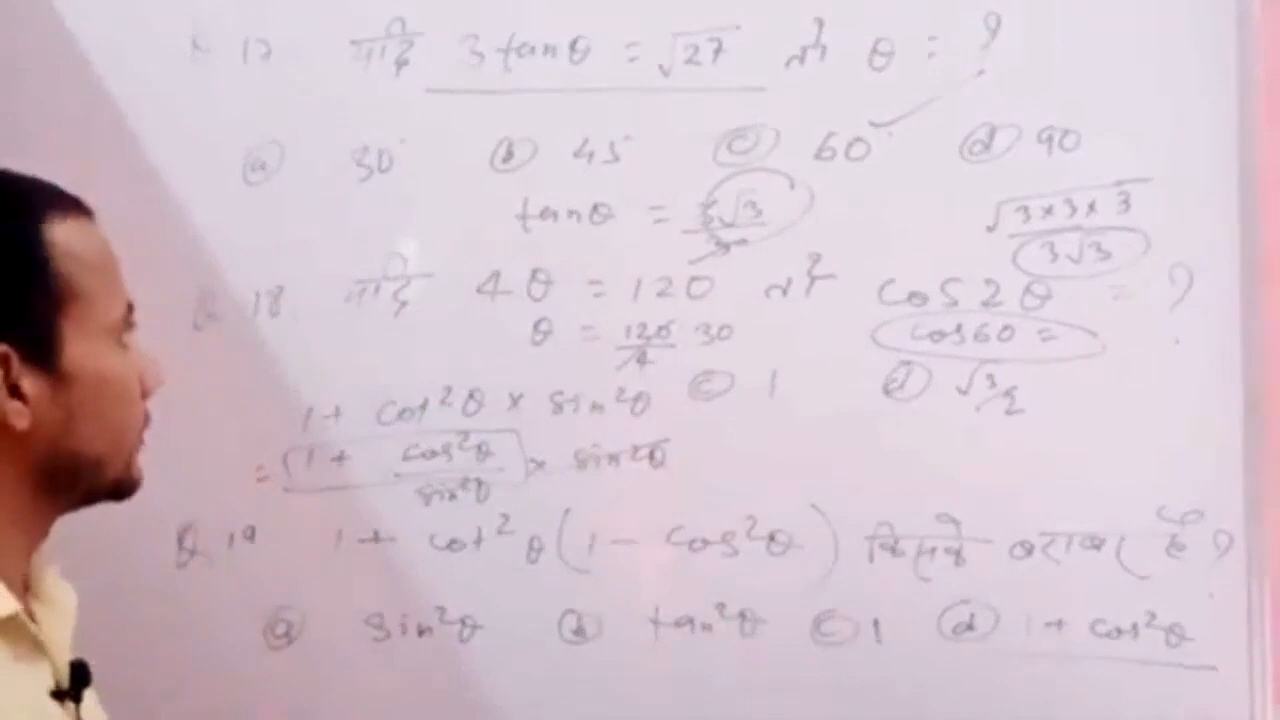 17 यदि 3 tanθ = √27 तो θ = ?
(a) 30° (b) 45° (c) 60° (d) 90
tanθ = 3√3/3 √3×3×3
3√3
Q 18. यदि 4θ = 120 तो cos2θ = ?
θ = 120/4 30 cos60 =
1+ cot²θ × sin²θ (c) 1 (d) √3/2
= (1+ cos²θ/sin²θ × sin²θ
Q. 19 1+ cot²θ(1 − cos²θ) किसके बराबर है ?
(a) sin²θ (b) tan²θ (c) 1 (d) 1+ cos²θ